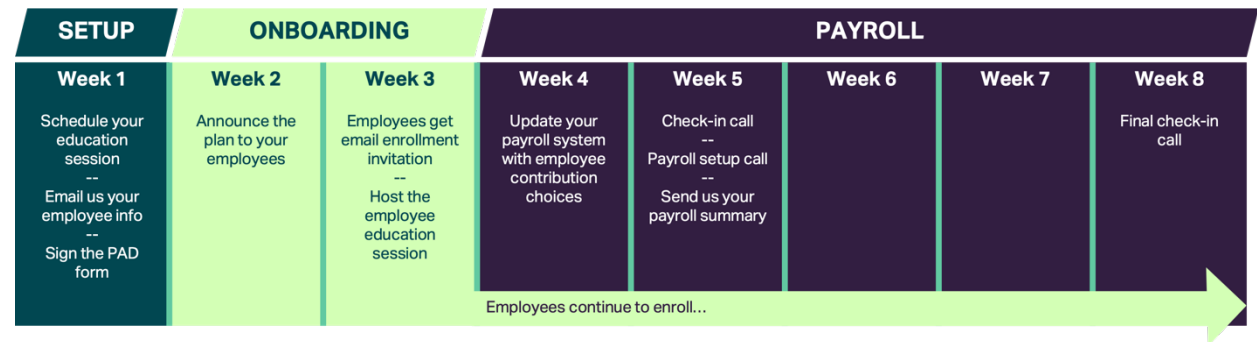 SETUP
ONBOARDING
PAYROLL
Week 1
Schedule your
education
session
--
Email us your
employee info
--
Sign the PAD
form
Week 2
Announce the
plan to your
employees
Week 3
Employees get
email enrollment
invitation
--
Host the
employee
education
session
Week 4
Update your
payroll system
with employee
contribution
choices
Week 5
Check-in call
--
Payroll setup call
--
Send us your
payroll summary
Week 6
Week 7
Week 8
Final check-in
call
Employees continue to enroll...